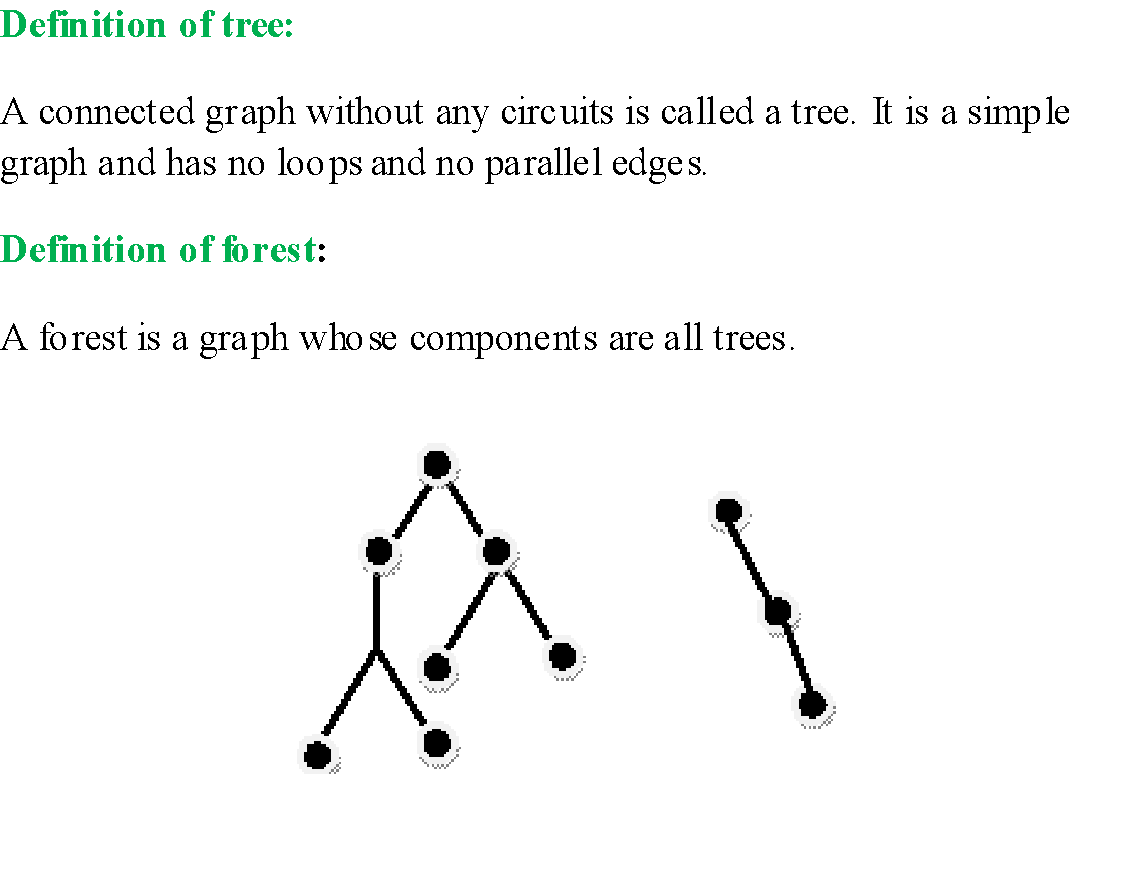 Definition of tree:
A connected graph without any circuits is called a tree. It is a simple
graph and has no loops and no parallel edges.
Definition of forest:
A forest is a graph whose components are all trees.